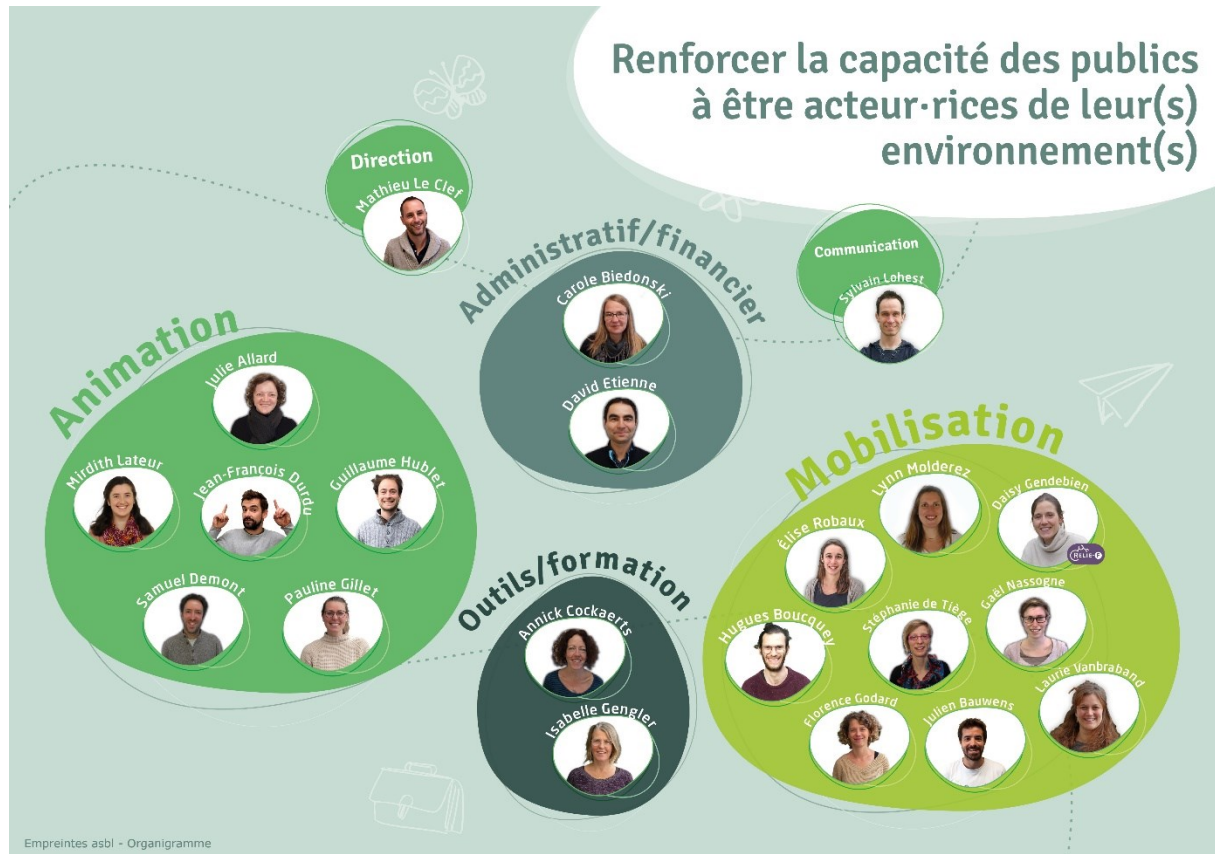 Renforcer la capacité des publics
à être acteur·rices de leur(s)
environnement(s)
Direction
Mathieu Le Clef
Administratif/financier
Carole Biedonski
David Etienne
Communication
Sylvain Lohest
Animation
Julie Allard
Mirdith Lateur
Jean-François Durdu
Guillaume Hublet
Samuel Demont
Pauline Gillet
Outils/formation
Annick Cockaerts
Isabelle Gengler
Mobilisation
Lynn Molderez
Daisy Gendebien
RELIE-F
Élise Robaux
Gaël Nassogne
Stéphanie de Tiège
Hugues Boucquey
Laurie Vanbraband
Florence Godard
Julien Bauwens
Empreintes asbl - Organigramme